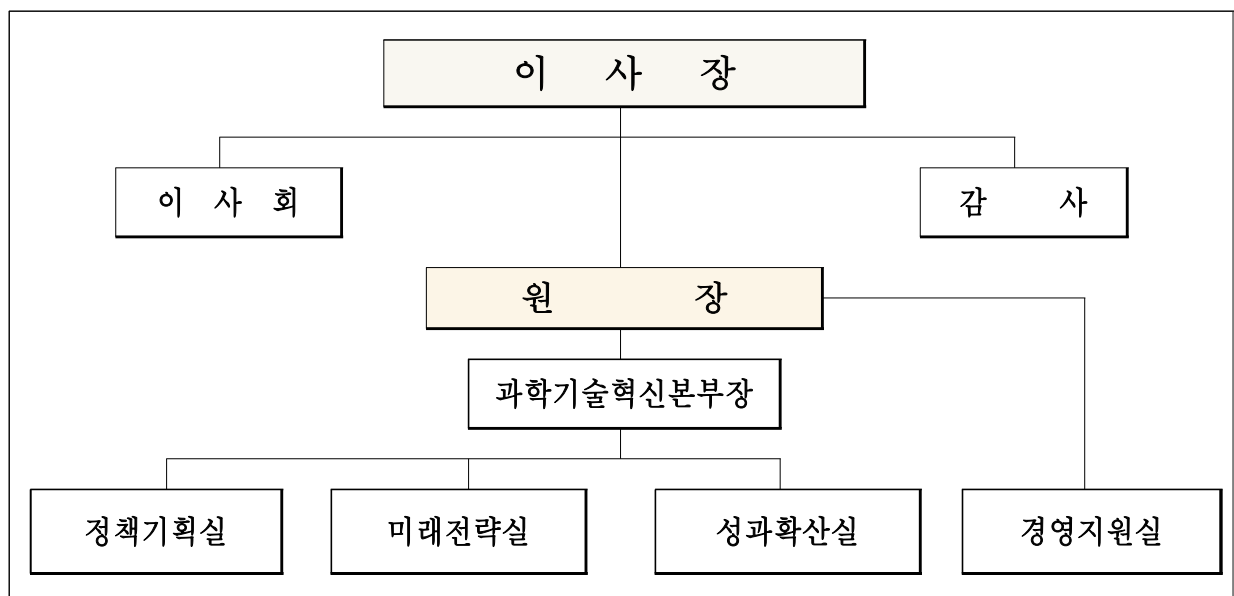 이 사 장
이 사 회
감 사
원 장
과학기술혁신본부장
정책기획실
미래전략실
성과확산실
경영지원실